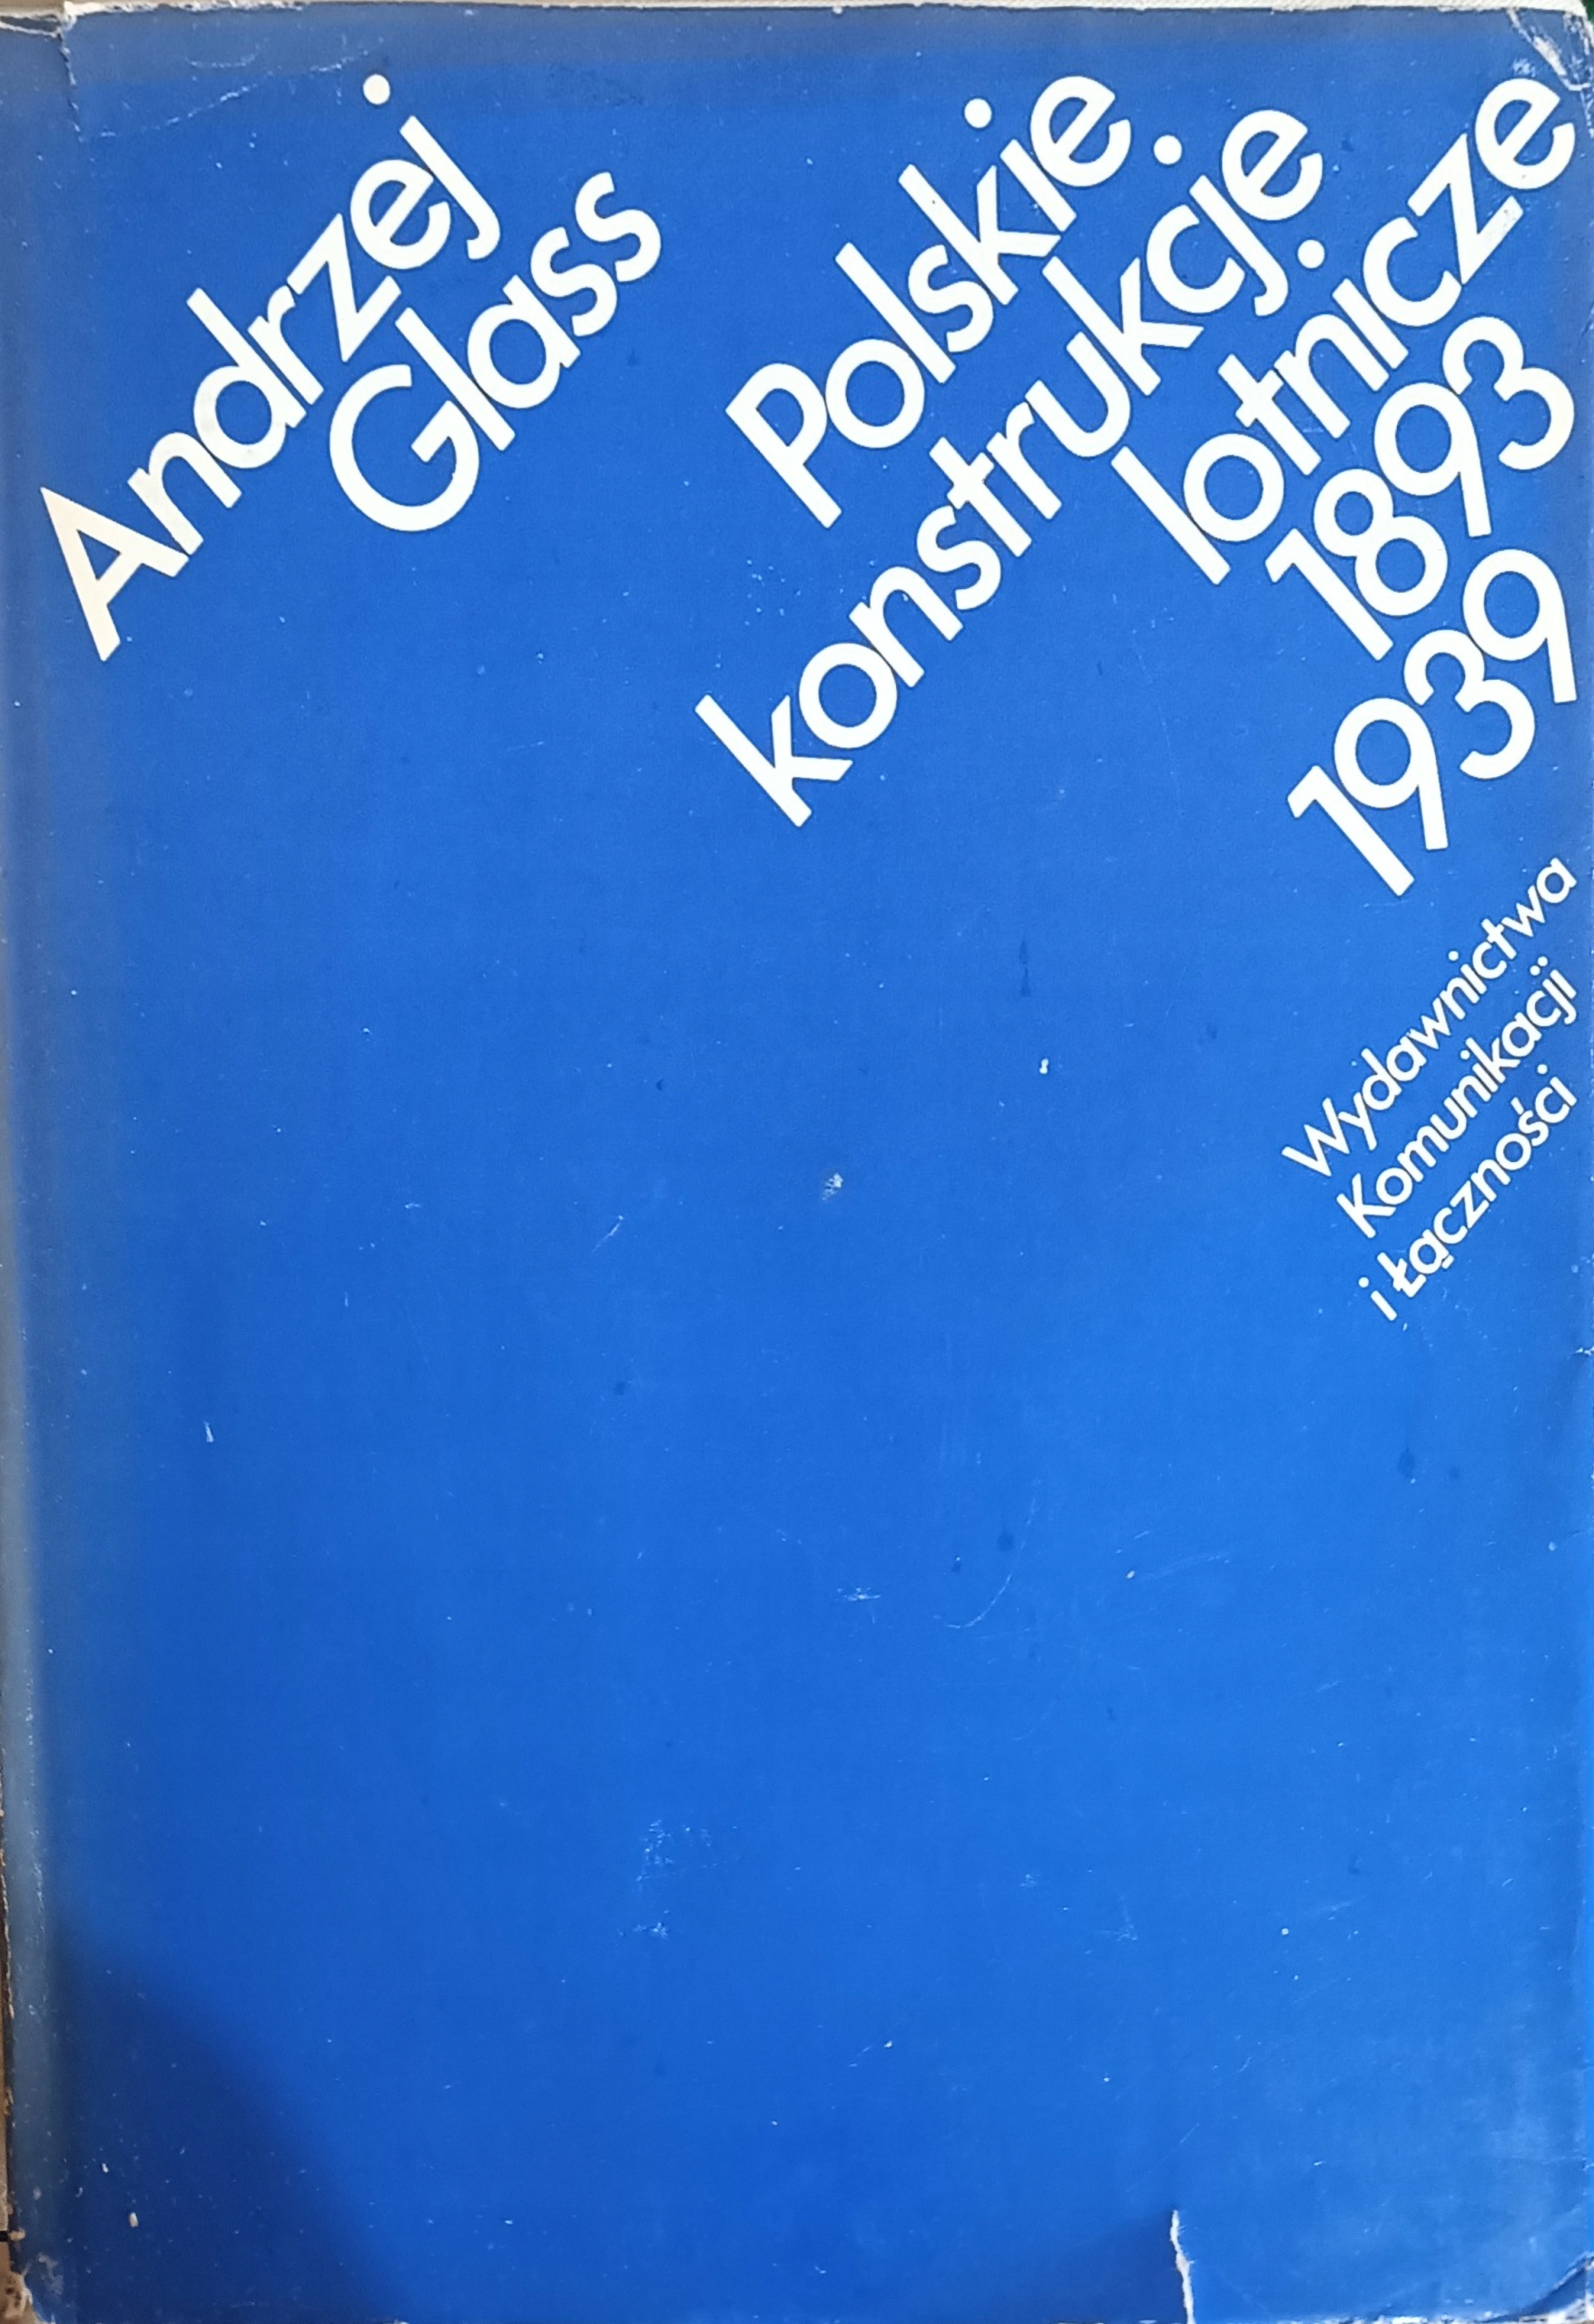 Andrzej
Glass
Polskie
konstrukcje
lotnicze
1893
1939
Wydawnictwa
Komunikacji
i Łączności